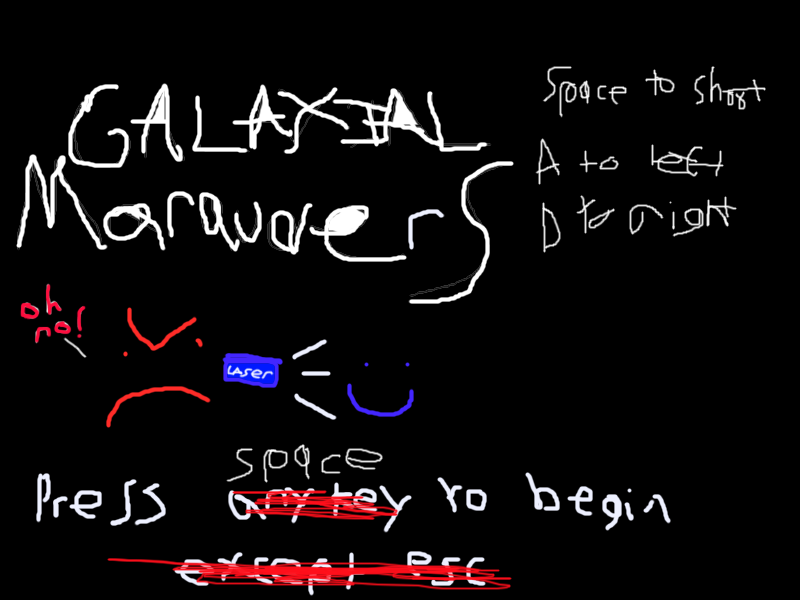 GALAXIAL
Marauders
Space to short
A to left
D to right
oh
no!
LASER
space
Press any key to begin
except esc